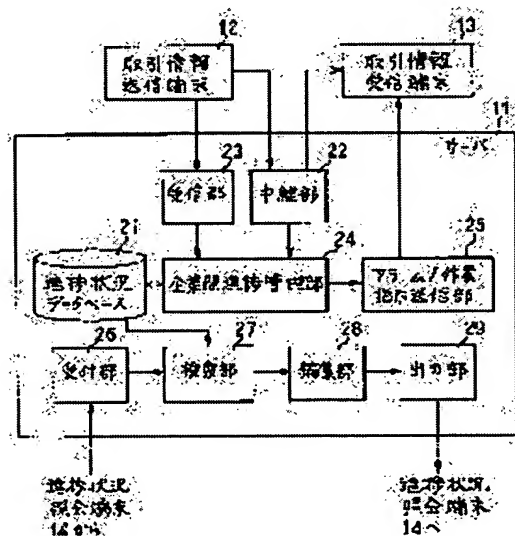 12
取引情報
送信端末
13
取引情報
受信端末
11
サーバ
23
受信部
22
中継部
21
進捗状況
データベース
24
企業間進捗管理部
25
アラーム/作業
指示送信部
26
受付部
27
検索部
28
編集部
29
出力部
進捗状況
照会端末
14から
進捗状況
照会端末
14へ